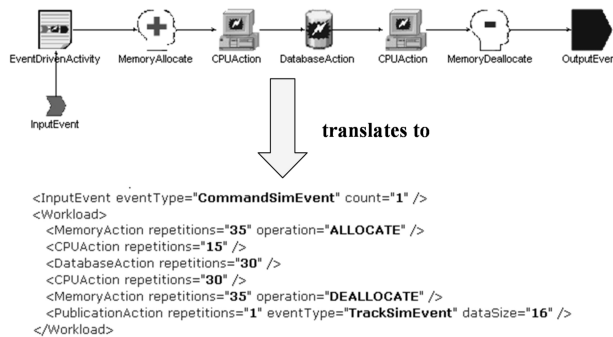 EventDrivenActivity MemoryAllocate CPUAction DatabaseAction CPUAction MemoryDeallocate OutputEver
InputEvent
translates to
<InputEvent eventType="CommandSimEvent" count="1" />
<Workload>
<MemoryAction repetitions="35" operation="ALLOCATE" />
<CPUAction repetitions="15" />
<DatabaseAction repetitions="30" />
<CPUAction repetitions="30" />
<MemoryAction repetitions="35" operation="DEALLOCATE" />
<PublicationAction repetitions="1" eventType="TrackSimEvent" dataSize="16" />
</Workload>